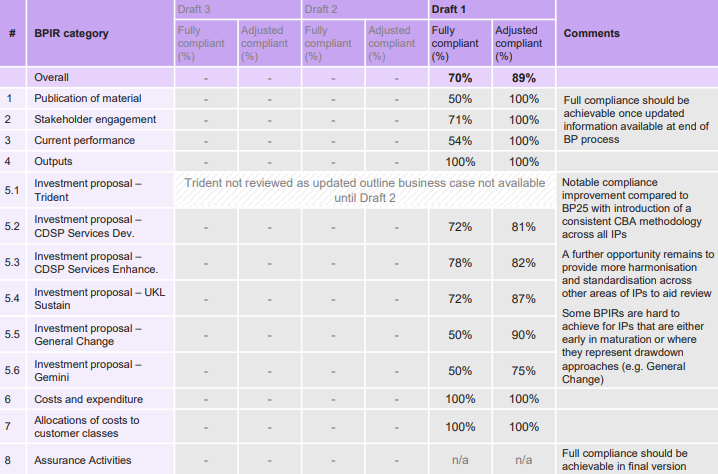 Draft 3 Draft 2 Draft 1
# BPIR category Fully compliant (%) Adjusted compliant (%) Fully compliant (%) Adjusted compliant (%) Fully compliant (%) Adjusted compliant (%) Comments
Overall - - - - 70% 89%
1 Publication of material - - - - 50% 100%
2 Stakeholder engagement - - - - 71% 100%
3 Current performance - - - - 54% 100%
Full compliance should be
achievable once updated
information available at end of
BP process
4 Outputs - - - - 100% 100%
5.1 Investment proposal –
Trident
Trident not reviewed as updated outline business case not available
until Draft 2
5.2 Investment proposal –
CDSP Services Dev. - - - - 72% 81%
5.3 Investment proposal –
CDSP Services Enhance. - - - - 78% 82%
5.4 Investment proposal – UKL
Sustain - - - - 72% 87%
5.5 Investment proposal –
General Change - - - - 50% 90%
5.6 Investment proposal –
Gemini - - - - 50% 75%
Notable compliance
improvement compared to
BP25 with introduction of a
consistent CBA methodology
across all IPs
A further opportunity remains to
provide more harmonisation
and standardisation across
other areas of IPs to aid review
Some BPIRs are hard to
achieve for IPs that are either
early in maturation or where
they represent drawdown
approaches (e.g. General
Change)
6 Costs and expenditure - - - - 100% 100%
7 Allocations of costs to
customer classes - - - - 100% 100%
8 Assurance Activities - - - - n/a n/a
Full compliance should be
achievable in final version